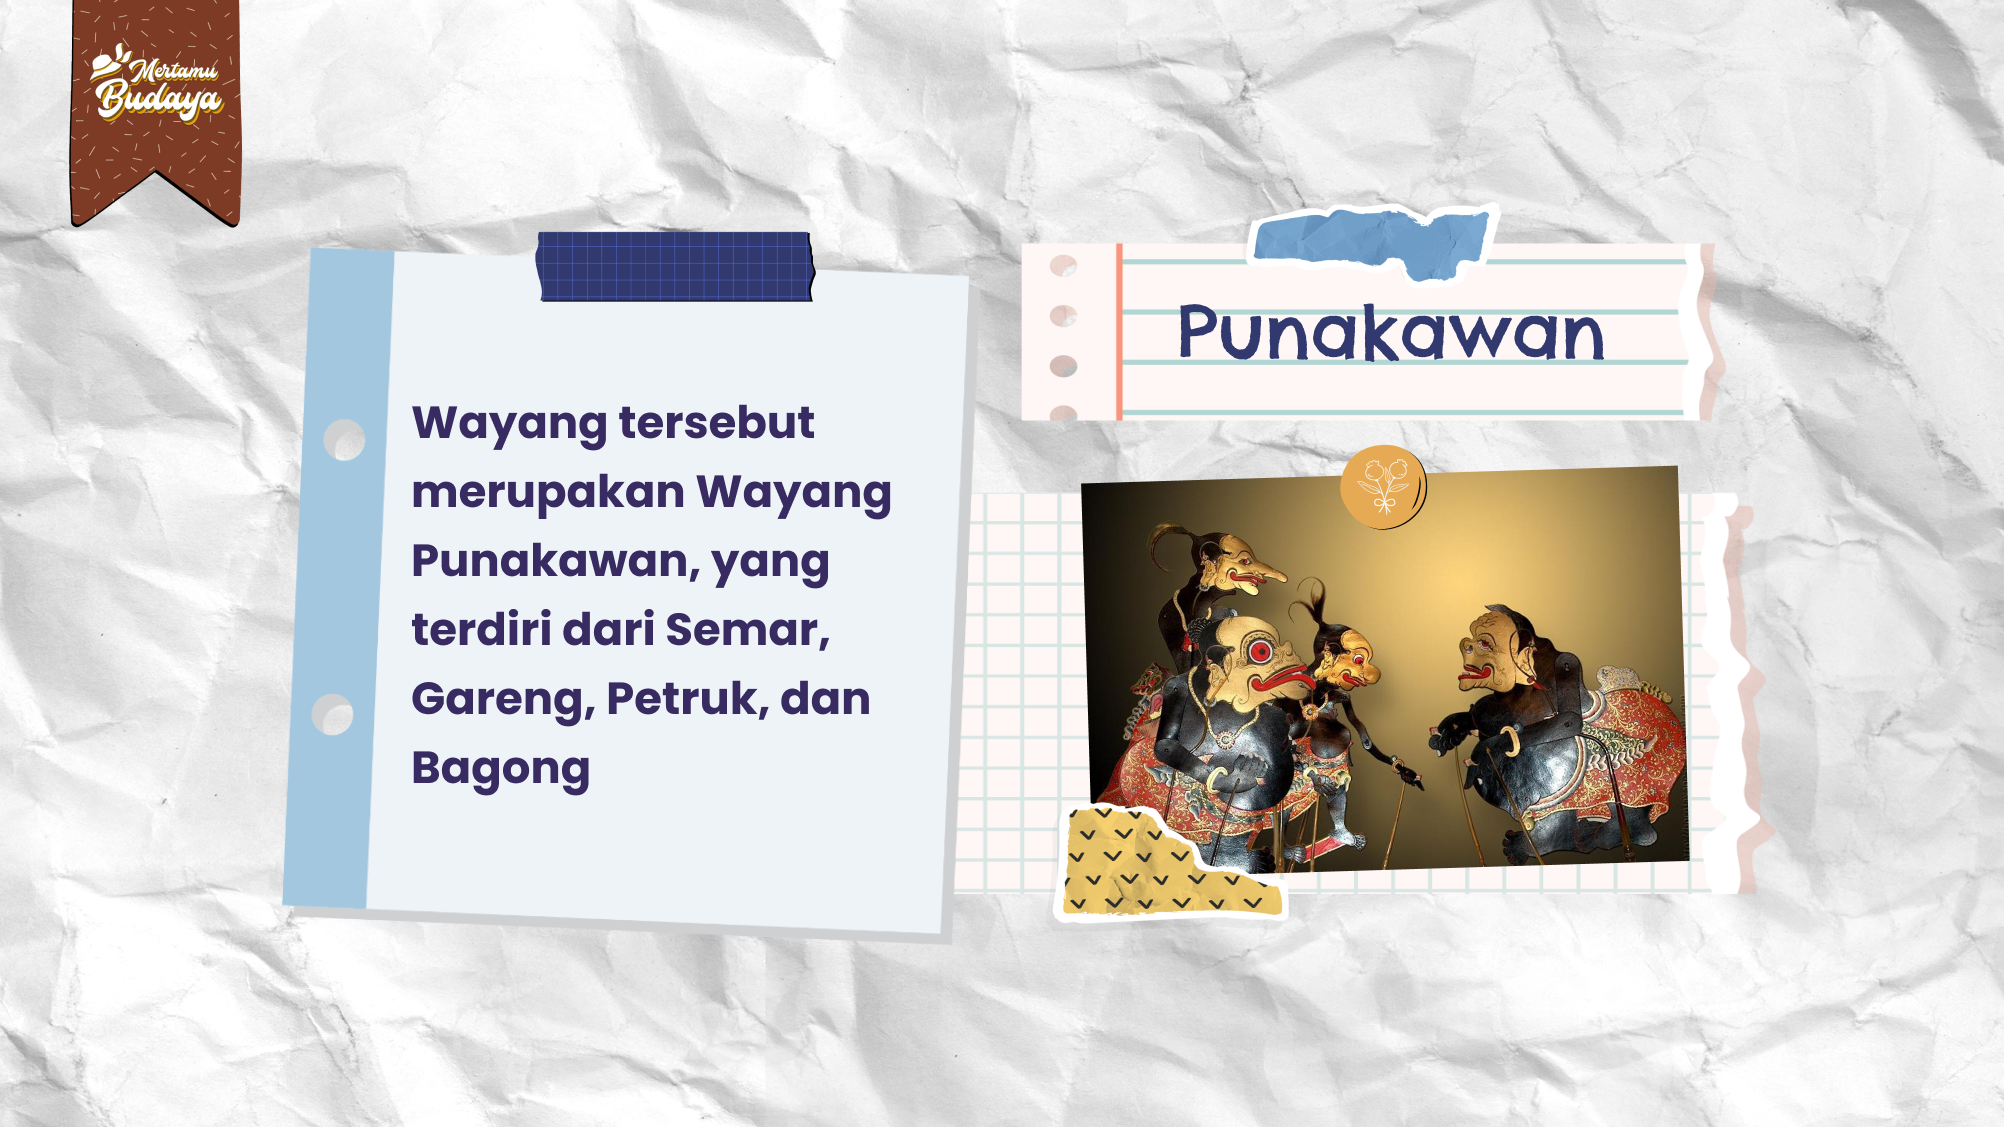 Mertamu
Budaya
Punakawan
Wayang tersebut
merupakan Wayang
Punakawan, yang
terdiri dari Semar,
Gareng, Petruk, dan
Bagong